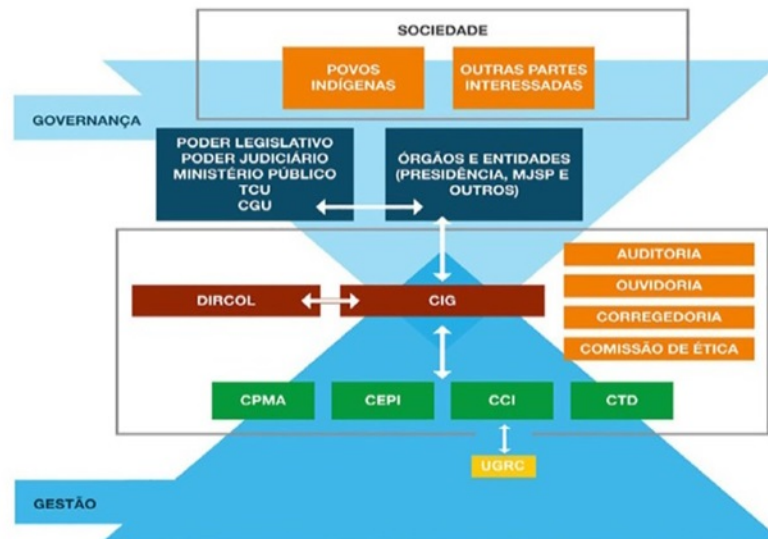 SOCIEDADE
POVOS
INDÍGENAS
OUTRAS PARTES
INTERESSADAS
GOVERNANÇA
PODER LEGISLATIVO
PODER JUDICIÁRIO
MINISTÉRIO PÚBLICO
TCU
CGU
ÓRGÃOS E ENTIDADES
(PRESIDÊNCIA, MJSP E
OUTROS)
AUDITORIA
OUVIDORIA
CORREGEDORIA
COMISSÃO DE ÉTICA
DIRCOL
CIG
CPMA
CEPI
CCI
CTD
UGRC
GESTÃO